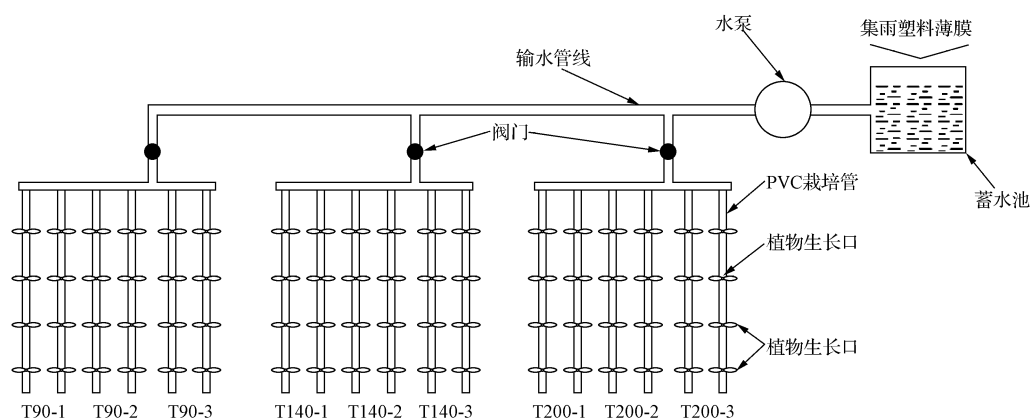 水泵
集雨塑料薄膜
输水管线
阀门
PVC栽培管
蓄水池
植物生长口
植物生长口
T90-1 T90-2 T90-3 T140-1 T140-2 T140-3 T200-1 T200-2 T200-3